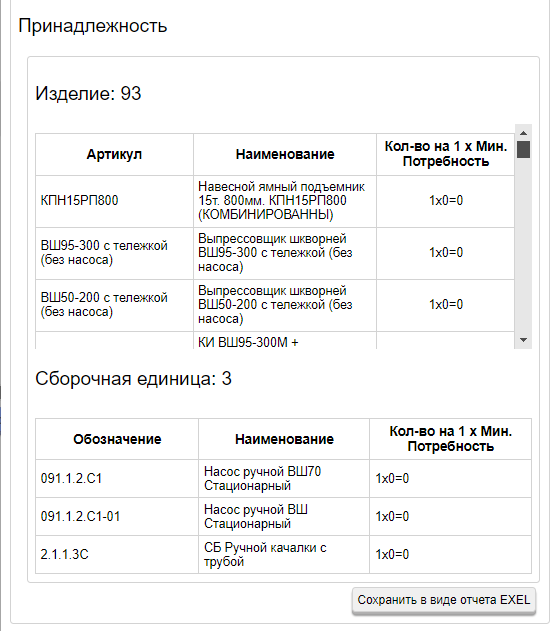 Принадлежность
Изделие: 93
Артикул
Наименование
Кол-во на 1 x Мин.
Потребность
КПН15РП800
Навесной ямный подъемник
15т. 800мм. КПН15РП800
(КОМБИНИРОВАННЫ)
1x0=0
ВШ95-300 с тележкой
(без насоса)
Выпрессовщик шкворней
ВШ95-300 с тележкой (без
насоса)
1x0=0
ВШ50-200 с тележкой
(без насоса)
Выпрессовщик шкворней
ВШ50-200 с тележкой (без
насоса)
1x0=0
КИ ВШ95-300М +
Сборочная единица: 3
Обозначение
Наименование
Кол-во на 1 x Мин.
Потребность
091.1.2.С1
Насос ручной ВШ70
Стационарный
1x0=0
091.1.2.С1-01
Насос ручной ВШ
Стационарный
1x0=0
2.1.1.3С
СБ Ручной качалки с
трубой
1x0=0
Сохранить в виде отчета EXEL